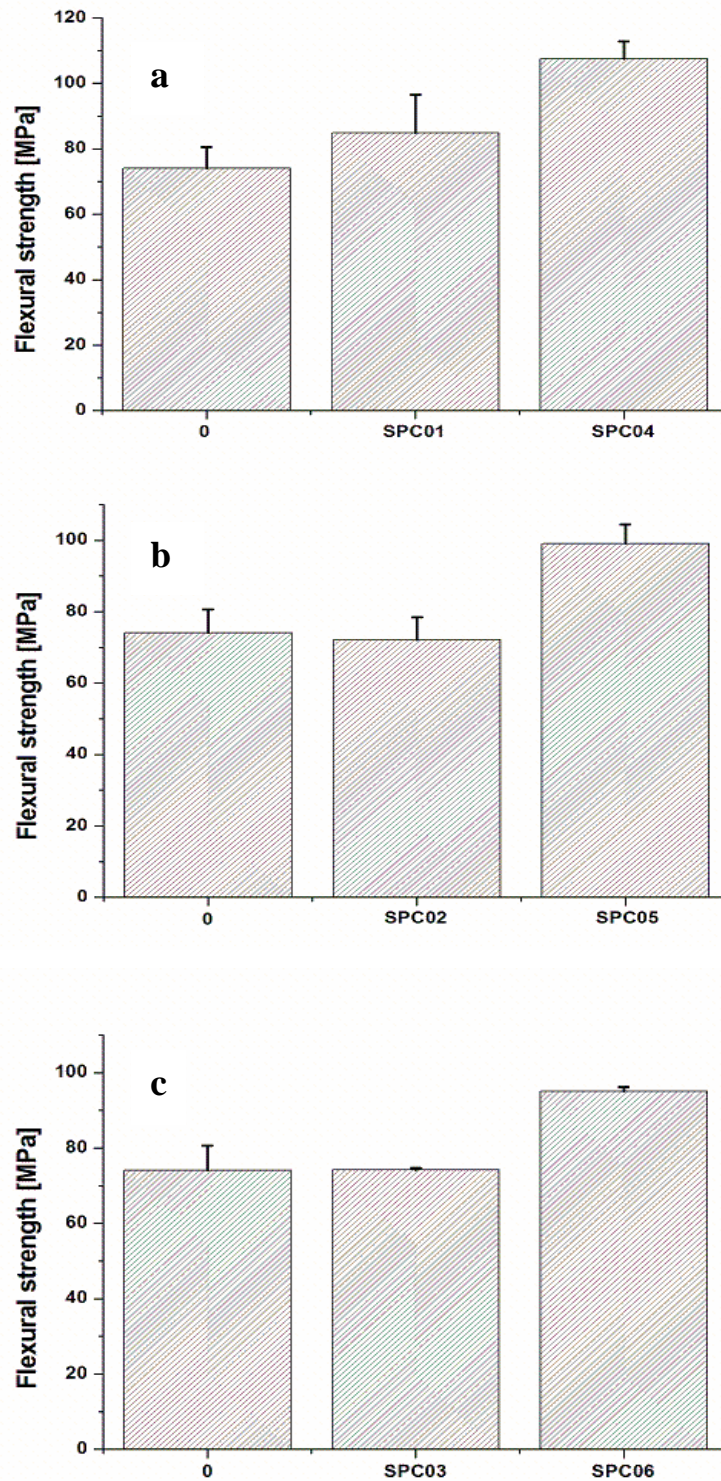 a
Flexural strength [MPa]
120
100
80
60
40
20
0
0 SPC01 SPC04
b
Flexural strength [MPa]
100
80
60
40
20
0
0 SPC02 SPC05
c
Flexural strength [MPa]
100
80
60
40
20
0
0 SPC03 SPC06